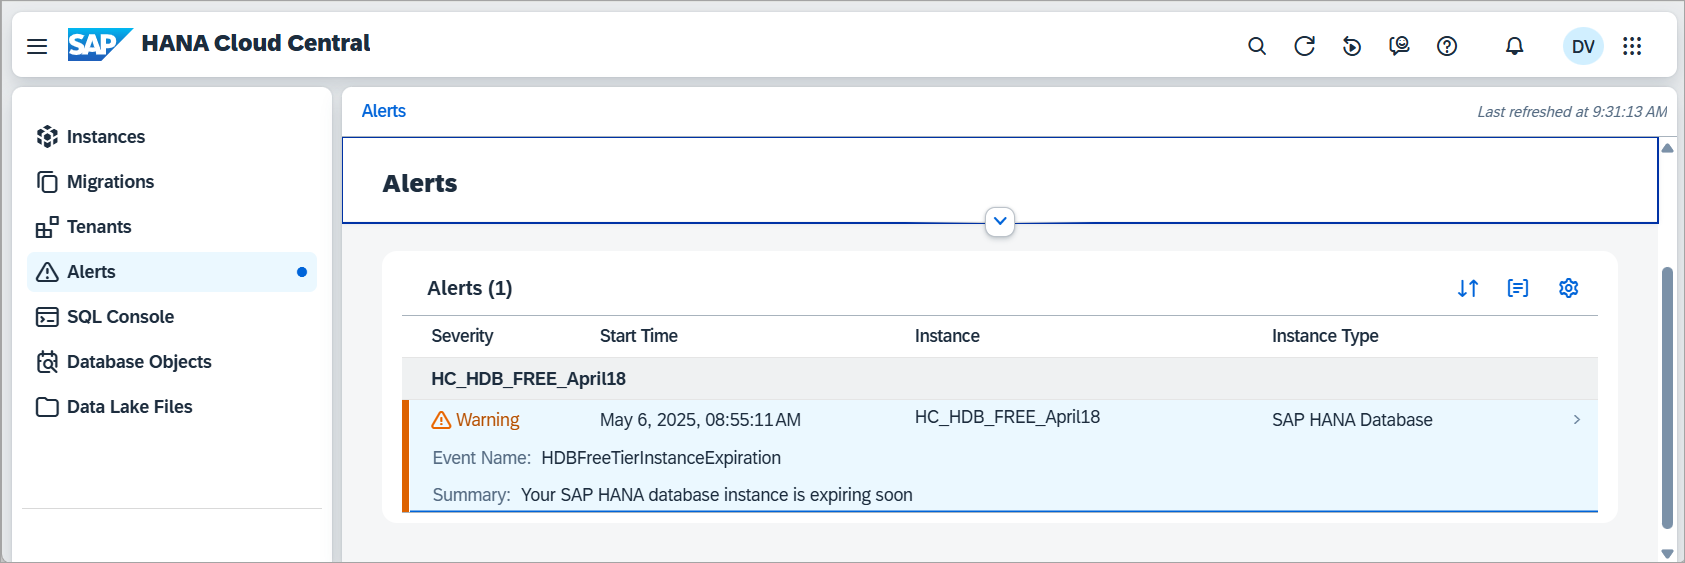 SAP HANA Cloud Central
DV
Instances
Migrations
Tenants
Alerts
SQL Console
Database Objects
Data Lake Files
Alerts
Last refreshed at 9:31:13 AM
Alerts
Alerts (1)
Severity Start Time Instance Instance Type
HC_HDB_FREE_April18
Warning May 6, 2025, 08:55:11 AM HC_HDB_FREE_April18 SAP HANA Database
Event Name: HDBFreeTierInstanceExpiration
Summary: Your SAP HANA database instance is expiring soon